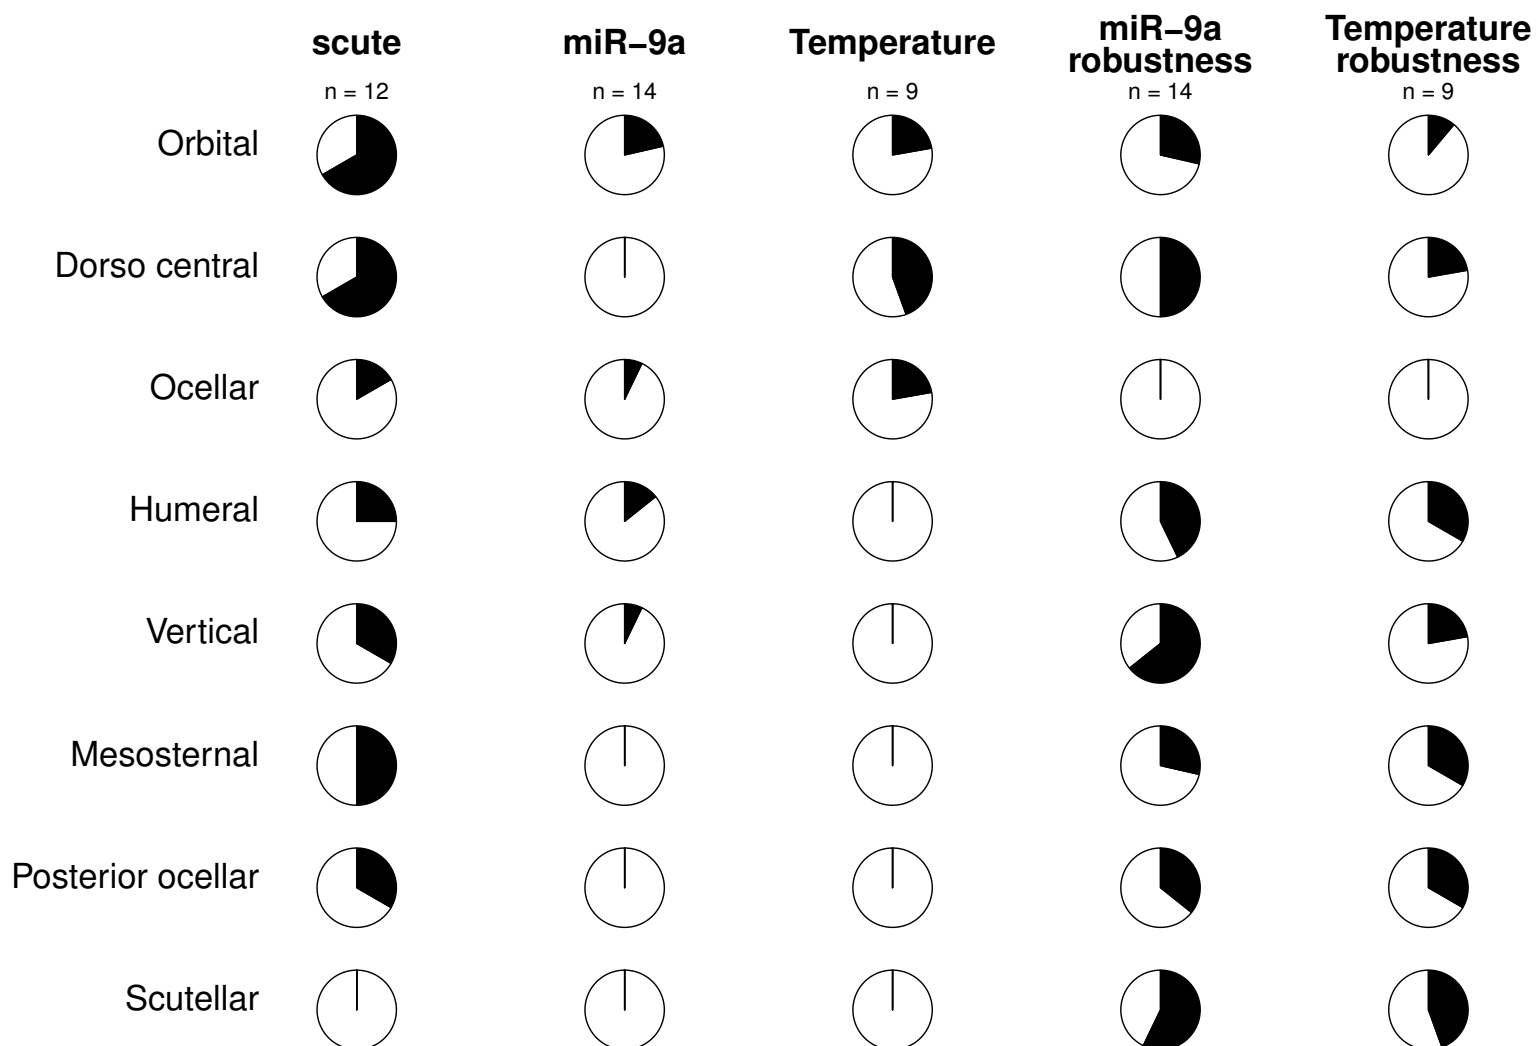 scute
miR−9a
Temperature
miR−9a
robustness
Temperature
robustness
n = 12
n = 14
n = 9
n = 14
n = 9
Orbital
Dorso central
Ocellar
Humeral
Vertical
Mesosternal
Posterior ocellar
Scutellar